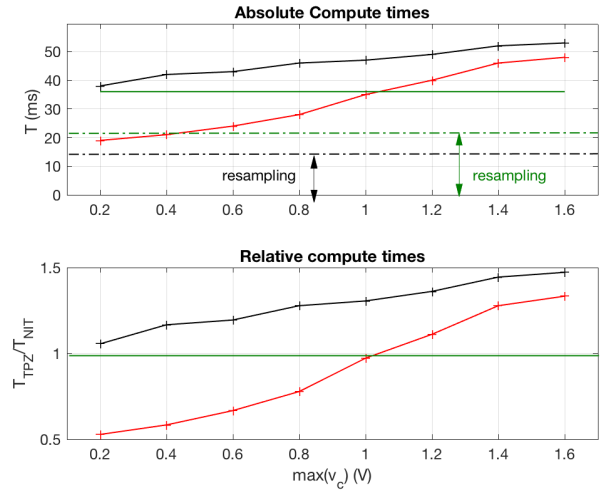 Absolute Compute times
T (ms)
50
40
30
20
10
0
resampling
resampling
0.2 0.4 0.6 0.8 1 1.2 1.4 1.6
Relative compute times
T_TPZ/T_NIT
1.5
1
0.5
0.2 0.4 0.6 0.8 1 1.2 1.4 1.6
max(v_c) (V)